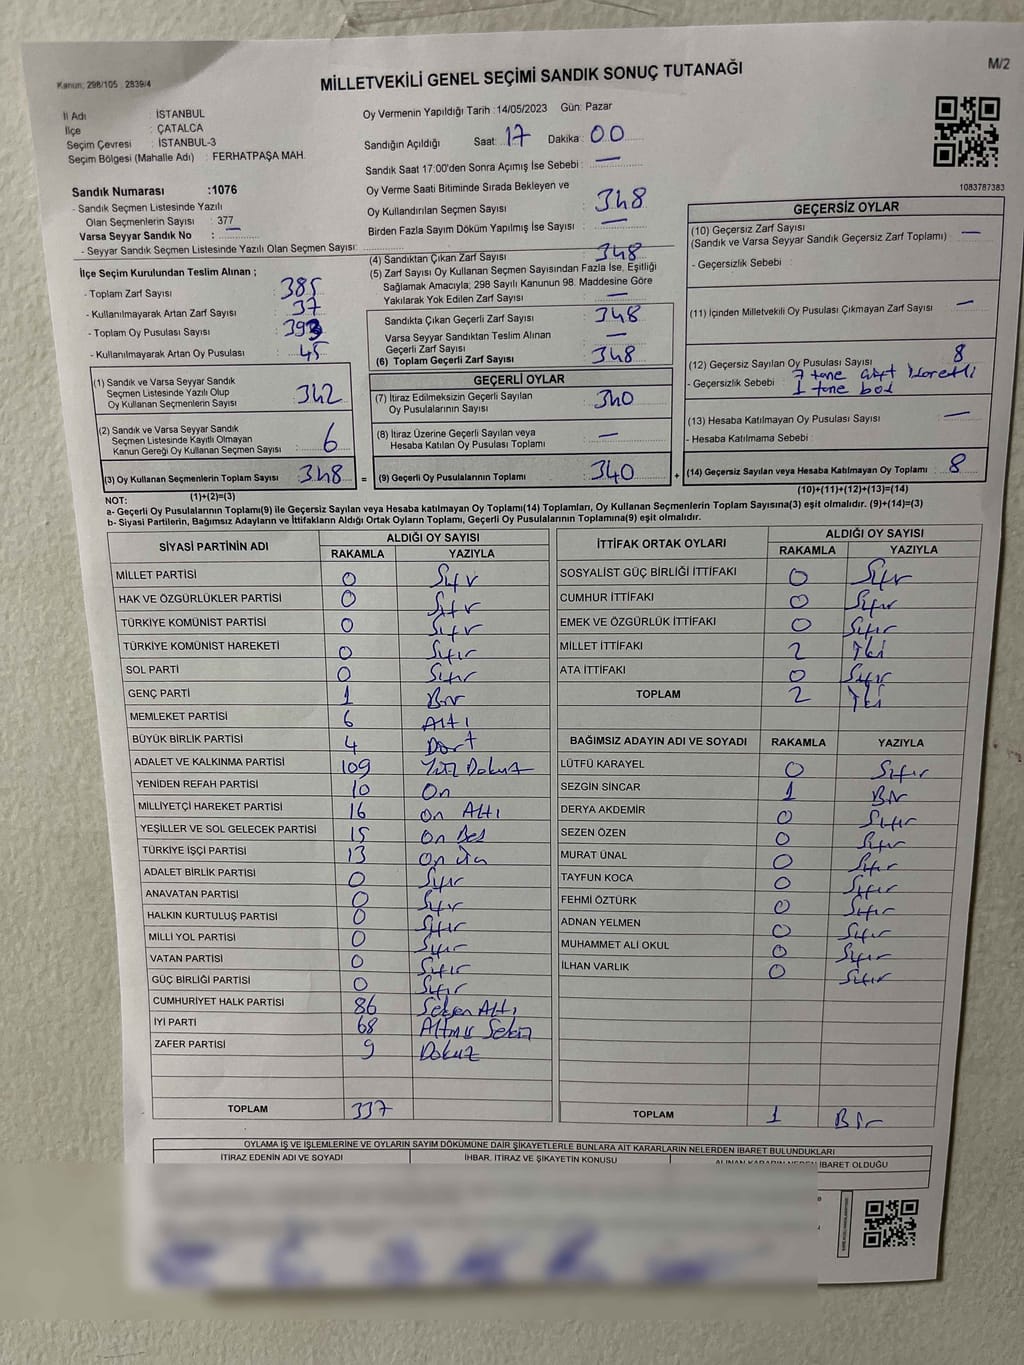 Kanun: 298/105 , 2839/4
MİLLETVEKİLİ GENEL SEÇİMİ SANDIK SONUÇ TUTANAĞI
M/2
İl Adı : İSTANBUL
İlçe : ÇATALCA
Seçim Çevresi : İSTANBUL-3
Seçim Bölgesi (Mahalle Adı) : FERHATPAŞA MAH.
Sandık Numarası :1076
- Sandık Seçmen Listesinde Yazılı
Olan Seçmenlerin Sayısı : 377
Varsa Seyyar Sandık No : —
- Seyyar Sandık Seçmen Listesinde Yazılı Olan Seçmen Sayısı:
Oy Vermenin Yapıldığı Tarih :14/05/2023 Gün: Pazar
Sandığın Açıldığı Saat: 17 Dakika: 00
Sandık Saat 17:00'den Sonra Açımış İse Sebebi : —
Oy Verme Saati Bitiminde Sırada Bekleyen ve
Oy Kullandırılan Seçmen Sayısı : 348
Birden Fazla Sayım Döküm Yapılmış İse Sayısı : —
1083787383
İlçe Seçim Kurulundan Teslim Alınan ;
- Toplam Zarf Sayısı : 385
- Kullanılmayarak Artan Zarf Sayısı : 37
- Toplam Oy Pusulası Sayısı : 393
- Kullanılmayarak Artan Oy Pusulası : 45
(1) Sandık ve Varsa Seyyar Sandık
Seçmen Listesinde Yazılı Olup
Oy Kullanan Seçmenlerin Sayısı : 342
(2) Sandık ve Varsa Seyyar Sandık
Seçmen Listesinde Kayıtlı Olmayan
Kanun Gereği Oy Kullanan Seçmen Sayısı : 6
(3) Oy Kullanan Seçmenlerin Toplam Sayısı : 348 =
(1)+(2)=(3)
(4) Sandıktan Çıkan Zarf Sayısı : 348
(5) Zarf Sayısı Oy Kullanan Seçmen Sayısından Fazla İse, Eşitliği
Sağlamak Amacıyla; 298 Sayılı Kanunun 98. Maddesine Göre
Yakılarak Yok Edilen Zarf Sayısı : —
Sandıkta Çıkan Geçerli Zarf Sayısı : 348
Varsa Seyyar Sandıktan Teslim Alınan
Geçerli Zarf Sayısı : —
(6) Toplam Geçerli Zarf Sayısı : 348
GEÇERLİ OYLAR
(7) İtiraz Edilmeksizin Geçerli Sayılan
Oy Pusulalarının Sayısı : 340
(8) İtiraz Üzerine Geçerli Sayılan veya
Hesaba Katılan Oy Pusulası Toplamı : —
(9) Geçerli Oy Pusulalarının Toplamı : 340 +
GEÇERSİZ OYLAR
(10) Geçersiz Zarf Sayısı : —
(Sandık ve Varsa Seyyar Sandık Geçersiz Zarf Toplamı)
- Geçersizlik Sebebi :
(11) İçinden Milletvekili Oy Pusulası Çıkmayan Zarf Sayısı : —
(12) Geçersiz Sayılan Oy Pusulası Sayısı : 8
- Geçersizlik Sebebi : 7 tane
1 tane boş
(13) Hesaba Katılmayan Oy Pusulası Sayısı : —
- Hesaba Katılmama Sebebi :
(14) Geçersiz Sayılan veya Hesaba Katılmayan Oy Toplamı : 8
(10)+(11)+(12)+(13)=(14)
NOT:
a- Geçerli Oy Pusulalarının Toplamı(9) ile Geçersiz Sayılan veya Hesaba katılmayan Oy Toplamı(14) Toplamları, Oy Kullanan Seçmenlerin Toplam Sayısına(3) eşit olmalıdır. (9)+(14)=(3)
b- Siyasi Partilerin, Bağımsız Adayların ve İttifakların Aldığı Ortak Oyların Toplamı, Geçerli Oy Pusulalarının Toplamına(9) eşit olmalıdır.
SİYASİ PARTİNİN ADI ALDIĞI OY SAYISI
RAKAMLA YAZIYLA
MİLLET PARTİSİ 0 Sıfır
HAK VE ÖZGÜRLÜKLER PARTİSİ 0 Sıfır
TÜRKİYE KOMÜNİST PARTİSİ 0 Sıfır
TÜRKİYE KOMÜNİST HAREKETİ 0 Sıfır
SOL PARTİ 0 Sıfır
GENÇ PARTİ 1 Bir
MEMLEKET PARTİSİ 6 Altı
BÜYÜK BİRLİK PARTİSİ 4 Dört
ADALET VE KALKINMA PARTİSİ 109 Yüz Dokuz
YENİDEN REFAH PARTİSİ 10 On
MİLLİYETÇİ HAREKET PARTİSİ 16 On Altı
YEŞİLLER VE SOL GELECEK PARTİSİ 15 On Beş
TÜRKİYE İŞÇİ PARTİSİ 13 On Üç
ADALET BİRLİK PARTİSİ 0 Sıfır
ANAVATAN PARTİSİ 0 Sıfır
HALKIN KURTULUŞ PARTİSİ 0 Sıfır
MİLLİ YOL PARTİSİ 0 Sıfır
VATAN PARTİSİ 0 Sıfır
GÜÇ BİRLİĞİ PARTİSİ 0 Sıfır
CUMHURİYET HALK PARTİSİ 86 Seksen Altı
İYİ PARTİ 68 Altmış Sekiz
ZAFER PARTİSİ 9 Dokuz
TOPLAM 337
İTTİFAK ORTAK OYLARI ALDIĞI OY SAYISI
RAKAMLA YAZIYLA
SOSYALİST GÜÇ BİRLİĞİ İTTİFAKI 0 Sıfır
CUMHUR İTTİFAKI 0 Sıfır
EMEK VE ÖZGÜRLÜK İTTİFAKI 0 Sıfır
MİLLET İTTİFAKI 2 İki
ATA İTTİFAKI 0 Sıfır
TOPLAM 2 İki
BAĞIMSIZ ADAYIN ADI VE SOYADI RAKAMLA YAZIYLA
LÜTFÜ KARAYEL 0 Sıfır
SEZGİN SİNCAR 1 Bir
DERYA AKDEMİR 0 Sıfır
SEZEN ÖZEN 0 Sıfır
MURAT ÜNAL 0 Sıfır
TAYFUN KOCA 0 Sıfır
FEHMİ ÖZTÜRK 0 Sıfır
ADNAN YELMEN 0 Sıfır
MUHAMMET ALİ OKUL 0 Sıfır
İLHAN VARLIK 0 Sıfır
TOPLAM 1 Bir
OYLAMA İŞ VE İŞLEMLERİNE VE OYLARIN SAYIM DÖKÜMÜNE DAİR ŞİKAYETLERLE BUNLARA AİT KARARLARIN NELERDEN İBARET BULUNDUKLARI
İTİRAZ EDENİN ADI VE SOYADI İHBAR, İTİRAZ VE ŞİKAYETİN KONUSU ALINAN KARARIN NEDEN İBARET OLDUĞU